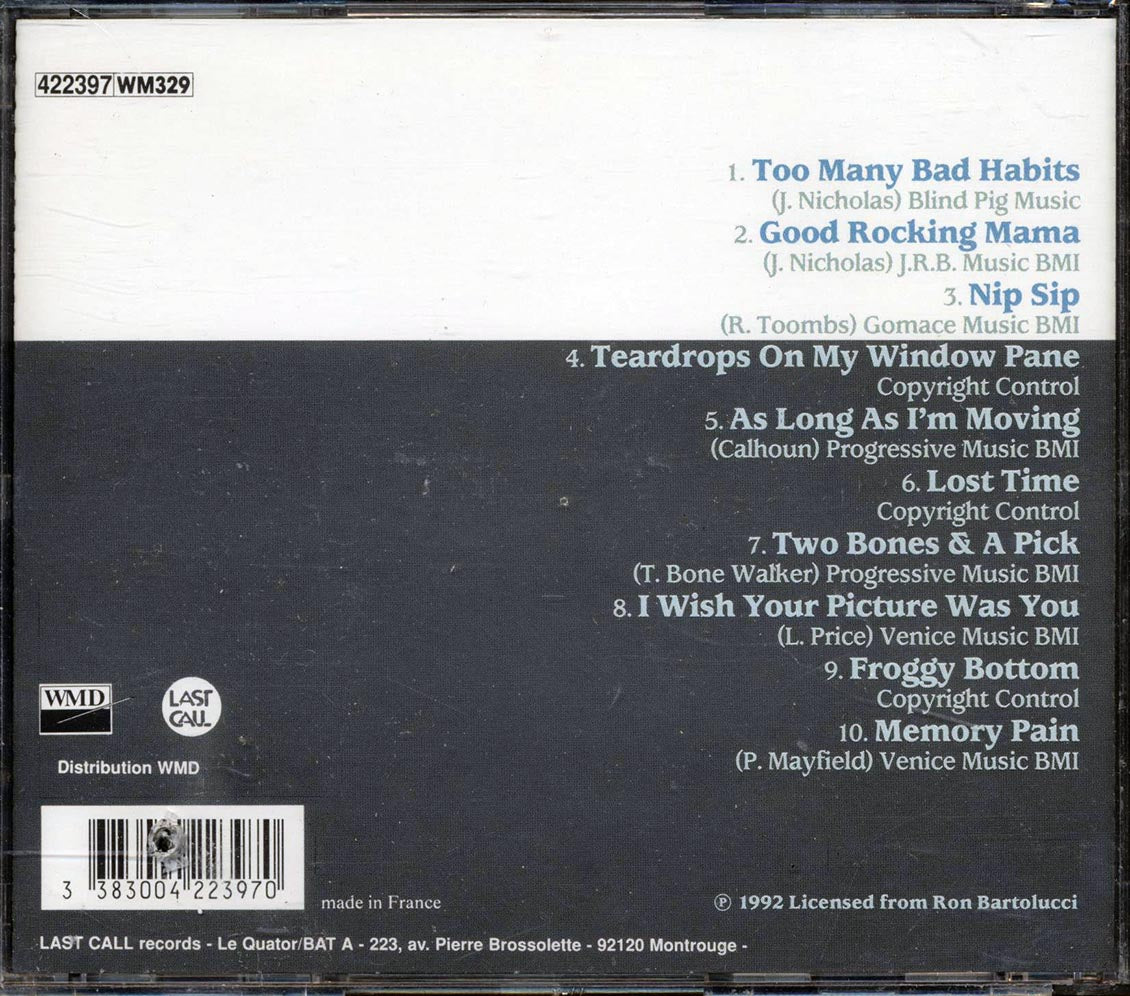 422397 WM329
1. Too Many Bad Habits
(J. Nicholas) Blind Pig Music
2. Good Rocking Mama
(J. Nicholas) J.R.B. Music BMI
3. Nip Sip
(R. Toombs) Gomace Music BMI
4. Teardrops On My Window Pane
Copyright Control
5. As Long As I'm Moving
(Calhoun) Progressive Music BMI
6. Lost Time
Copyright Control
7. Two Bones & A Pick
(T. Bone Walker) Progressive Music BMI
8. I Wish Your Picture Was You
(L. Price) Venice Music BMI
9. Froggy Bottom
Copyright Control
10. Memory Pain
(P. Mayfield) Venice Music BMI
WMD
LAST
CALL
Distribution WMD
3 383004 223970
made in France
℗ 1992 Licensed from Ron Bartolucci
LAST CALL records - Le Quator/BAT A - 223, av. Pierre Brossolette - 92120 Montrouge -